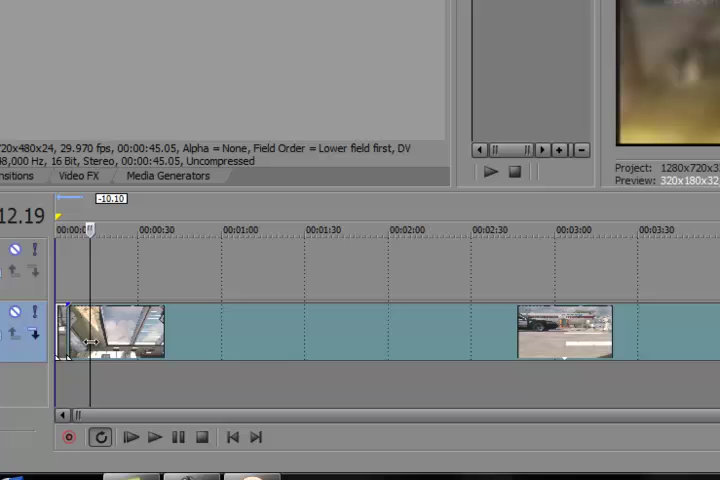 720x480x24, 29.970 fps, 00:00:45.05, Alpha = None, Field Order = Lower field first, DV
48,000 Hz, 16 Bit, Stereo, 00:00:45.05, Uncompressed
Project: 1280x720x3
nsitions Video FX Media Generators
Preview: 320x180x32
-10.10
12.19
00:00:0 00:00:30 00:01:00 00:01:30 00:02:00 00:02:30 00:03:00 00:03:30